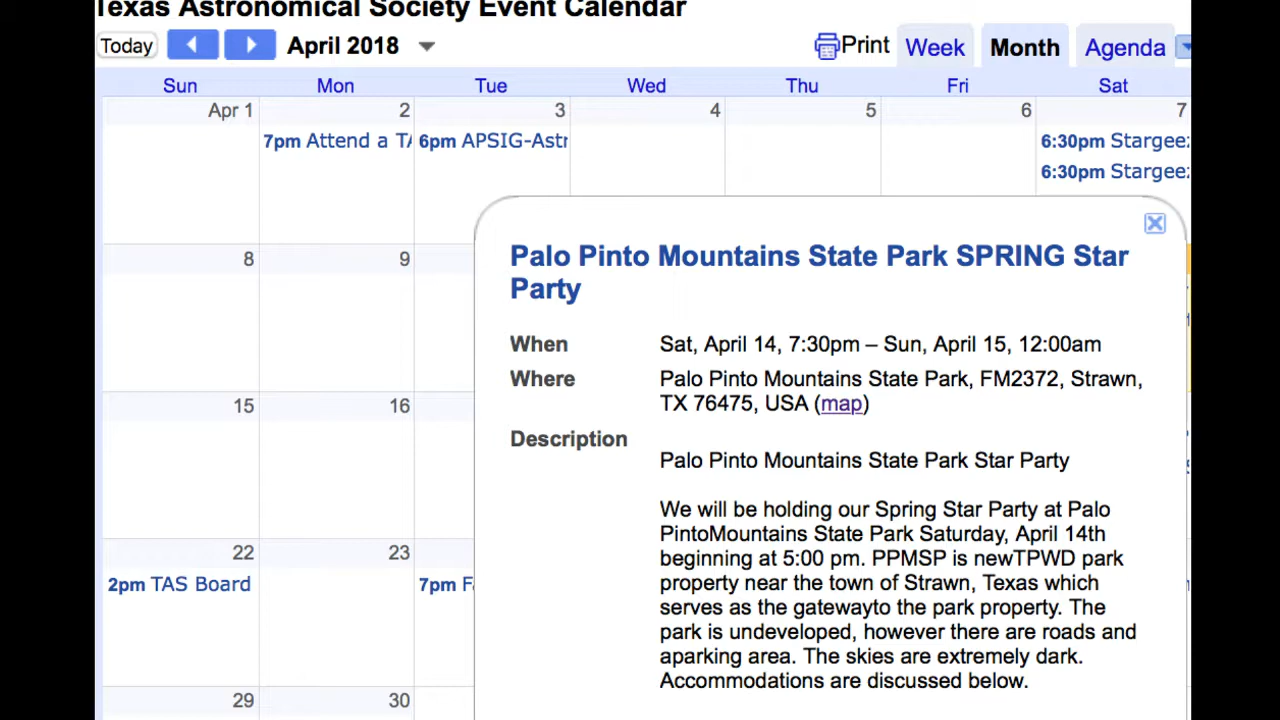 Texas Astronomical Society Event Calendar
Today April 2018 Print Week Month Agenda
Sun Mon Tue Wed Thu Fri Sat
Apr 1 2 3 4 5 6 7
7pm Attend a TA 6pm APSIG-Astr 6:30pm Stargeez
6:30pm Stargeez
8 9
Palo Pinto Mountains State Park SPRING Star
Party
When Sat, April 14, 7:30pm – Sun, April 15, 12:00am
Where Palo Pinto Mountains State Park, FM2372, Strawn,
TX 76475, USA (map)
15 16
Description
Palo Pinto Mountains State Park Star Party
We will be holding our Spring Star Party at Palo
PintoMountains State Park Saturday, April 14th
beginning at 5:00 pm. PPMSP is newTPWD park
property near the town of Strawn, Texas which
serves as the gatewayto the park property. The
park is undeveloped, however there are roads and
aparking area. The skies are extremely dark.
Accommodations are discussed below.
22 23
2pm TAS Board 7pm F
29 30